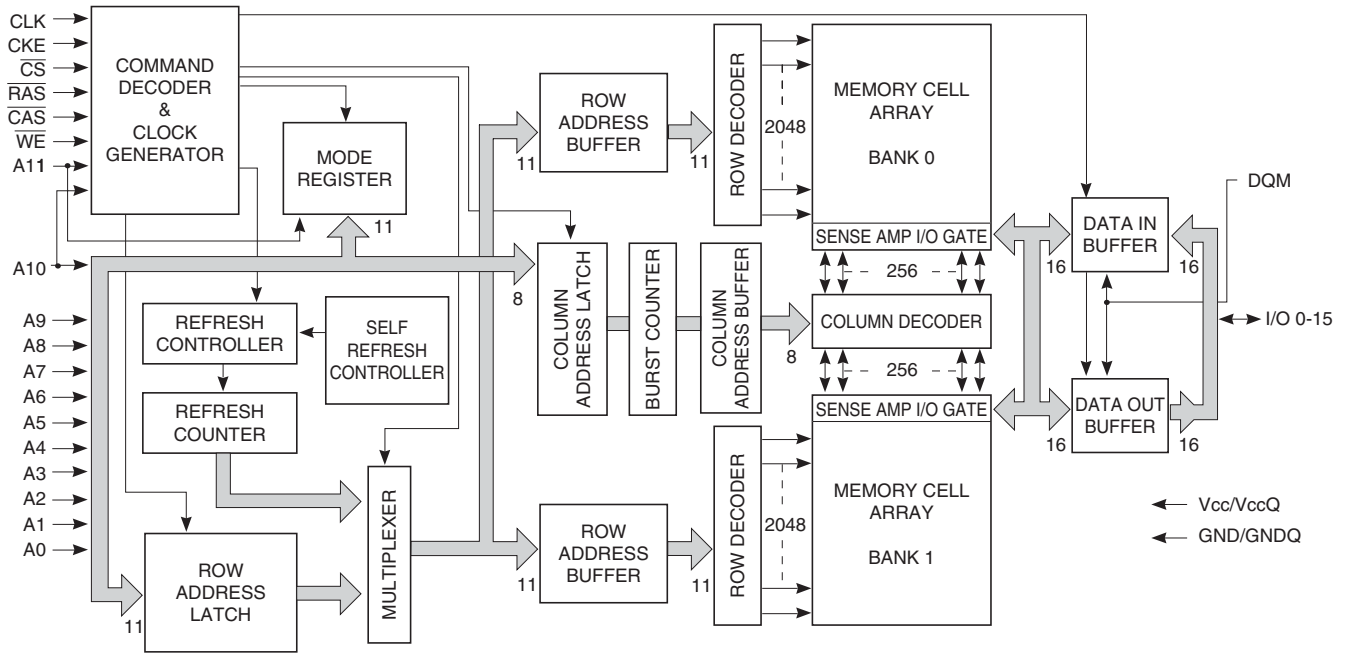 CLK
CKE
CS
RAS
CAS
WE
A11
A10
A9
A8
A7
A6
A5
A4
A3
A2
A1
A0
COMMAND
DECODER
&
CLOCK
GENERATOR
MODE
REGISTER
11
REFRESH
CONTROLLER
SELF
REFRESH
CONTROLLER
REFRESH
COUNTER
ROW
ADDRESS
LATCH
11
MULTIPLEXER
ROW
ADDRESS
BUFFER
11
11
ROW DECODER
2048
MEMORY CELL
ARRAY
BANK 0
SENSE AMP I/O GATE
256
8
COLUMN
ADDRESS LATCH
BURST COUNTER
COLUMN
ADDRESS BUFFER
8
COLUMN DECODER
256
SENSE AMP I/O GATE
MEMORY CELL
ARRAY
BANK 1
ROW
ADDRESS
BUFFER
11
11
ROW DECODER
2048
DQM
DATA IN
BUFFER
16
16
I/O 0-15
DATA OUT
BUFFER
16
16
Vcc/VccQ
GND/GNDQ